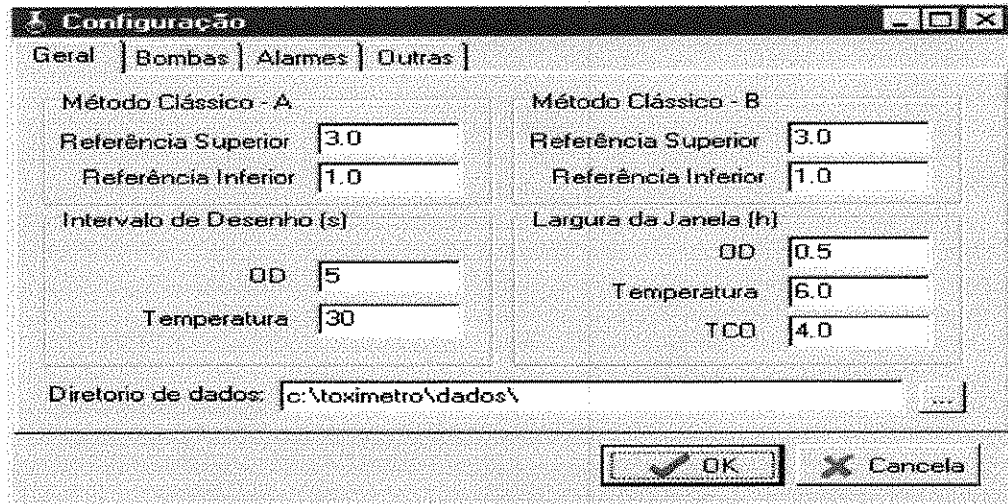 Configuração
Geral Bombas Alarmes Outras
Método Clássico - A
Referência Superior 3.0
Referência Inferior 1.0
Método Clássico - B
Referência Superior 3.0
Referência Inferior 1.0
Intervalo de Desenho (s)
OD 5
Temperatura 30
Largura da Janela (h)
OD 0.5
Temperatura 6.0
TCO 4.0
Diretorio de dados: c:\toximetro\dados\ ...
OK Cancela